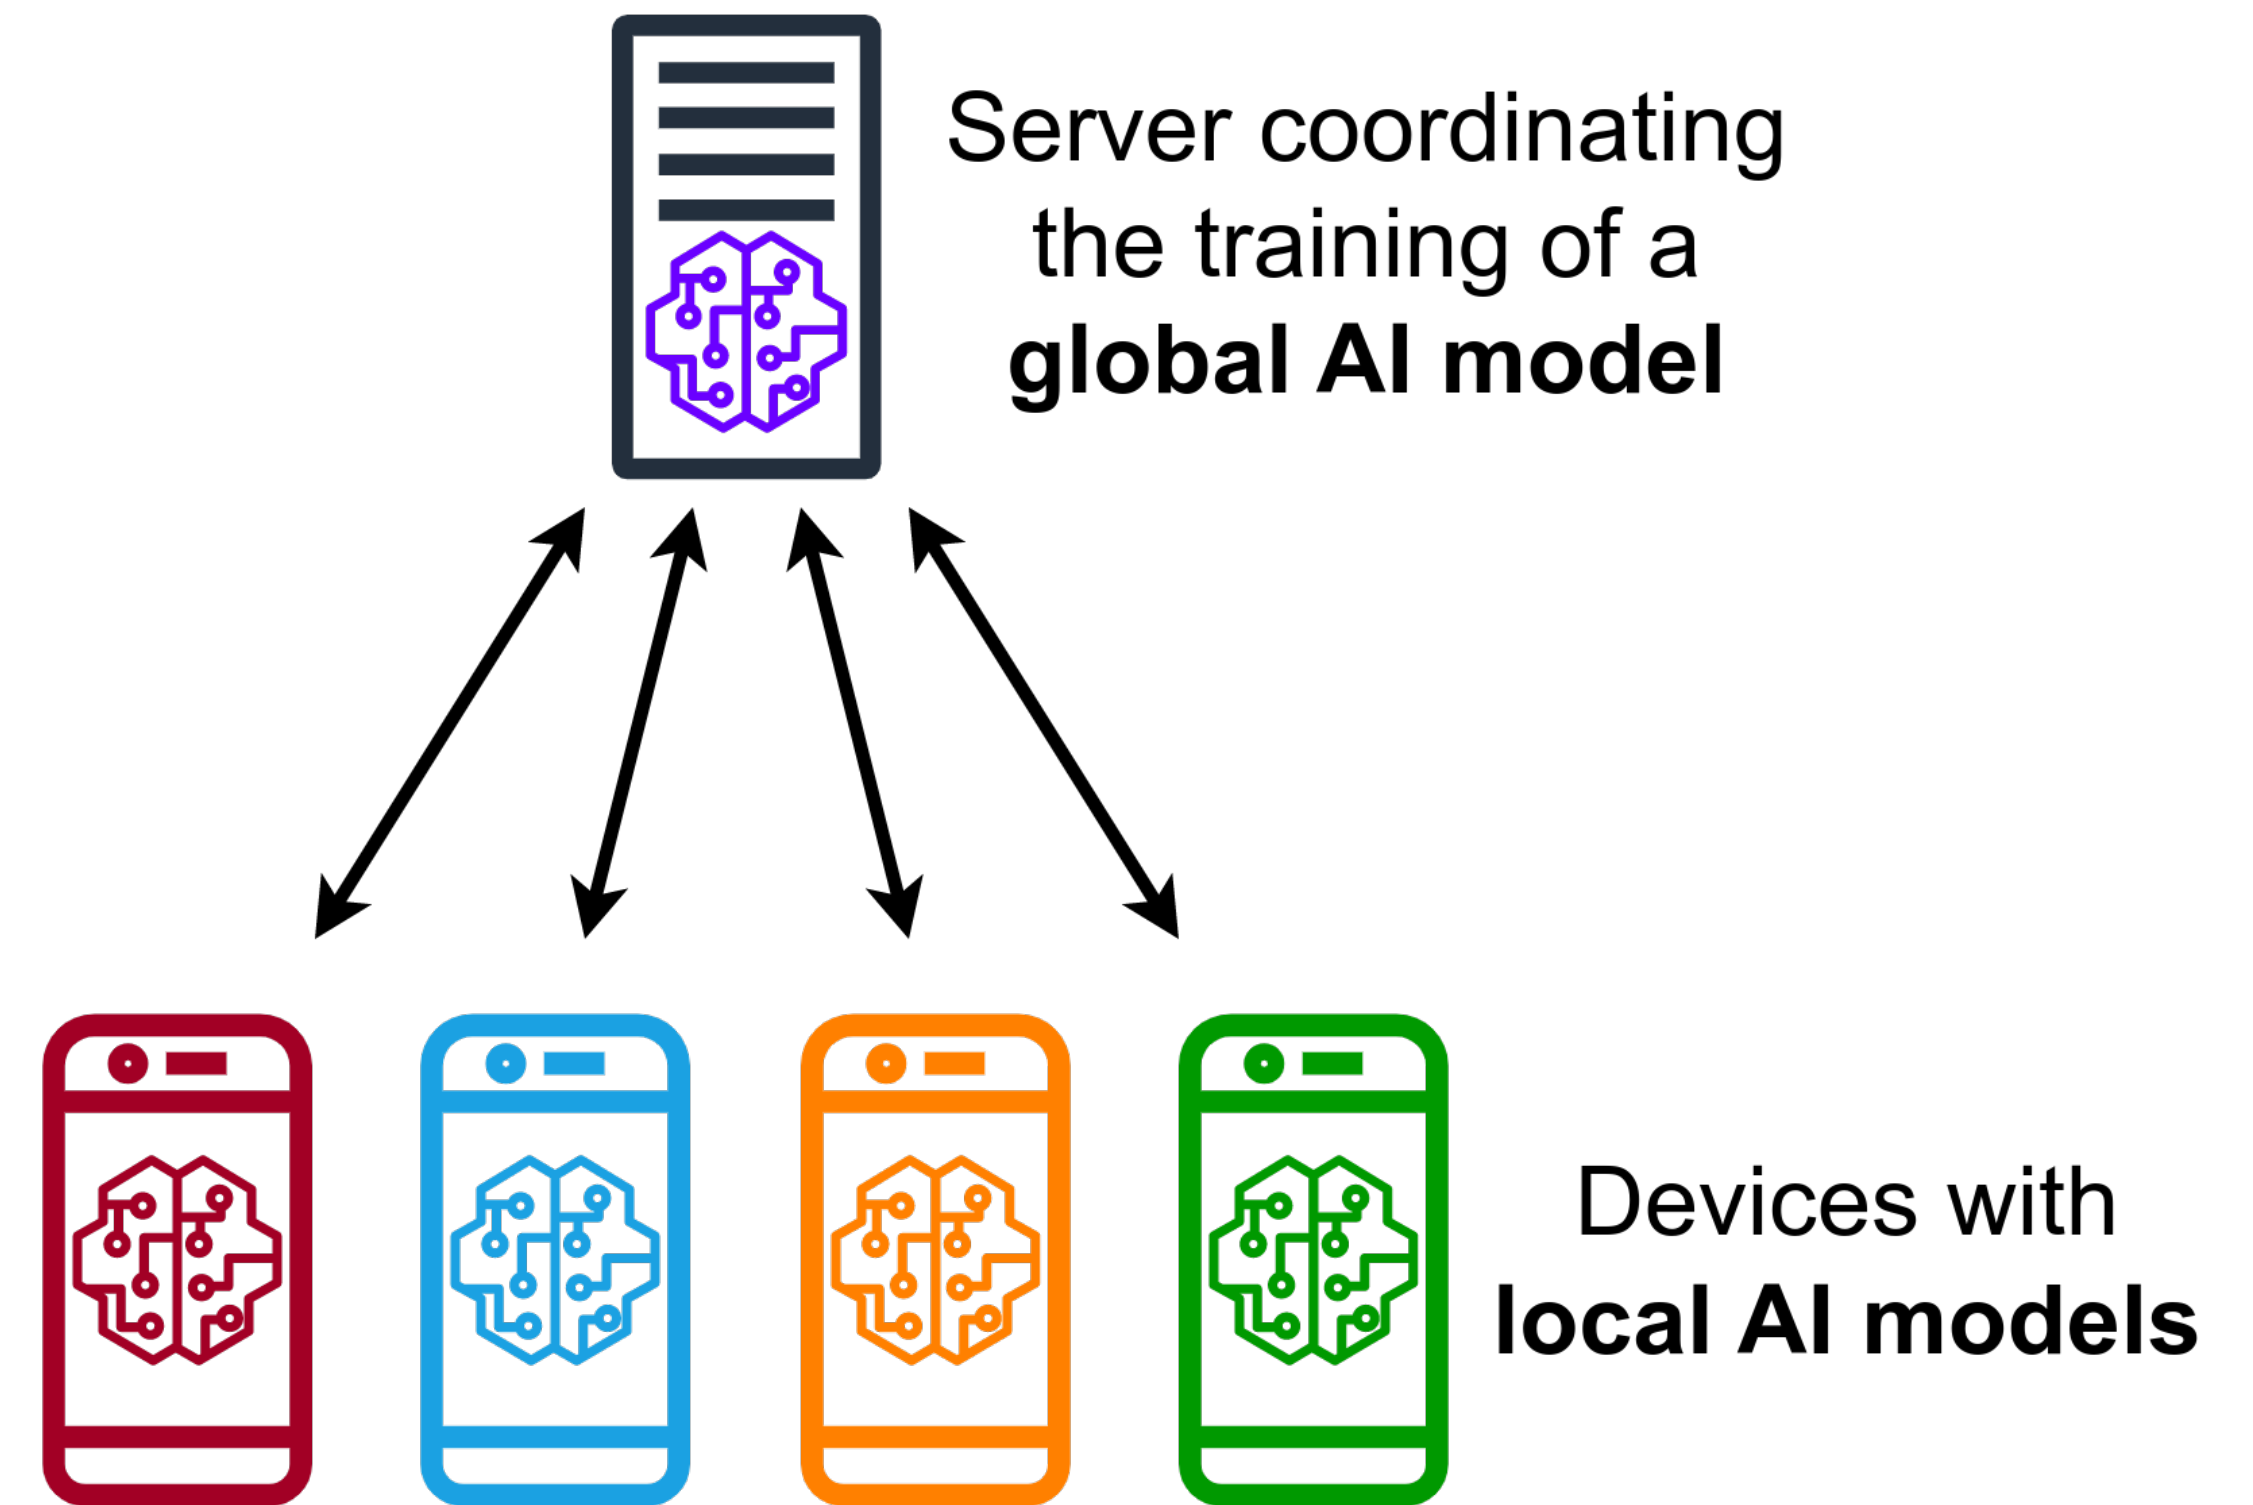 Server coordinating
the training of a
global AI model
Devices with
local AI models